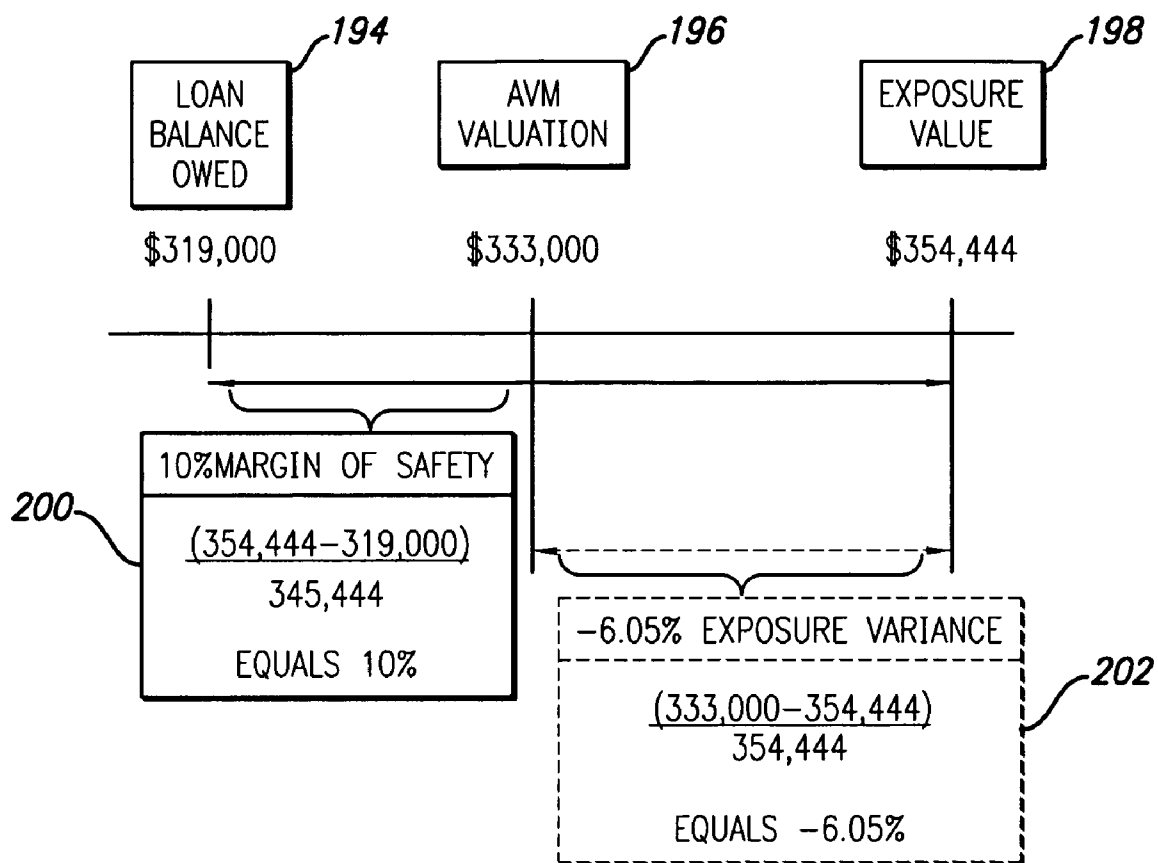 194
196
198
LOAN
BALANCE
OWED
AVM
VALUATION
EXPOSURE
VALUE
$319,000
$333,000
$354,444
10%MARGIN OF SAFETY
(354,444–319,000)
345,444
EQUALS 10%
200
-6.05% EXPOSURE VARIANCE
(333,000–354,444)
354,444
EQUALS -6.05%
202